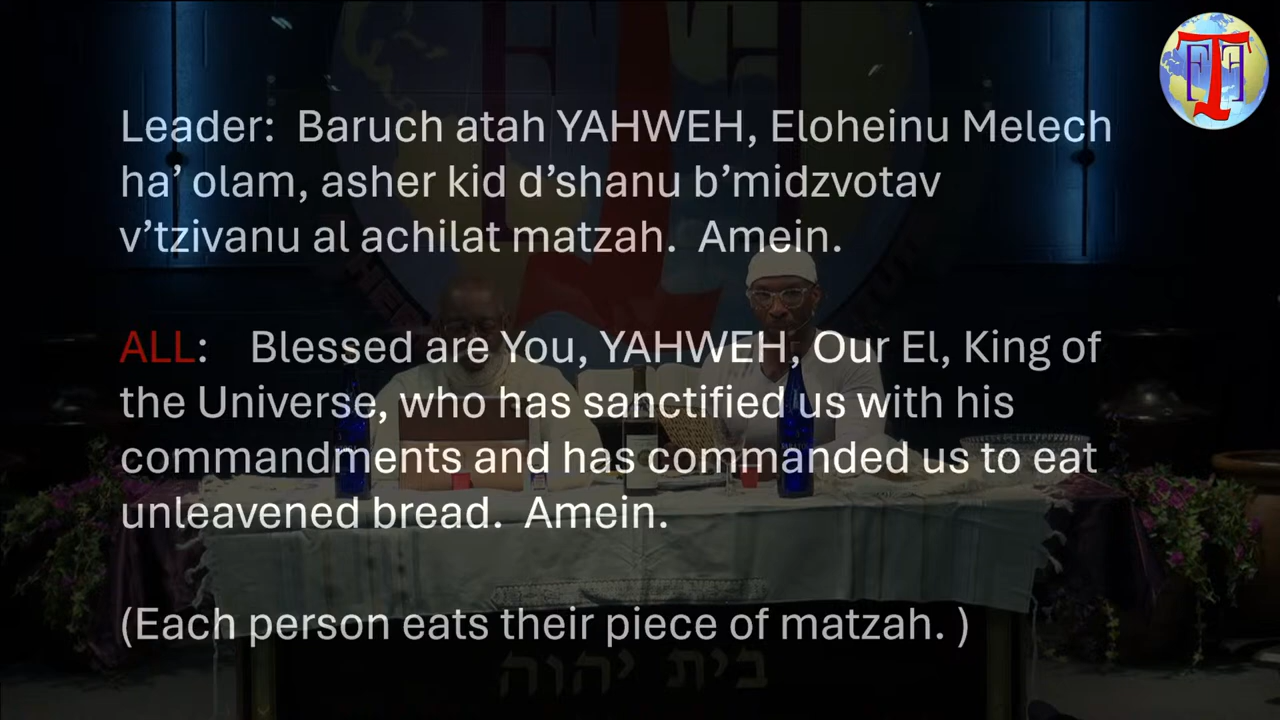 Leader:  Baruch atah YAHWEH, Eloheinu Melech
ha’ olam, asher kid d’shanu b’midzvotav
v’tzivanu al achilat matzah.  Amein.
ALL:    Blessed are You, YAHWEH, Our El, King of
the Universe, who has sanctified us with his
commandments and has commanded us to eat
unleavened bread.  Amein.
(Each person eats their piece of matzah. )
בית יהוה